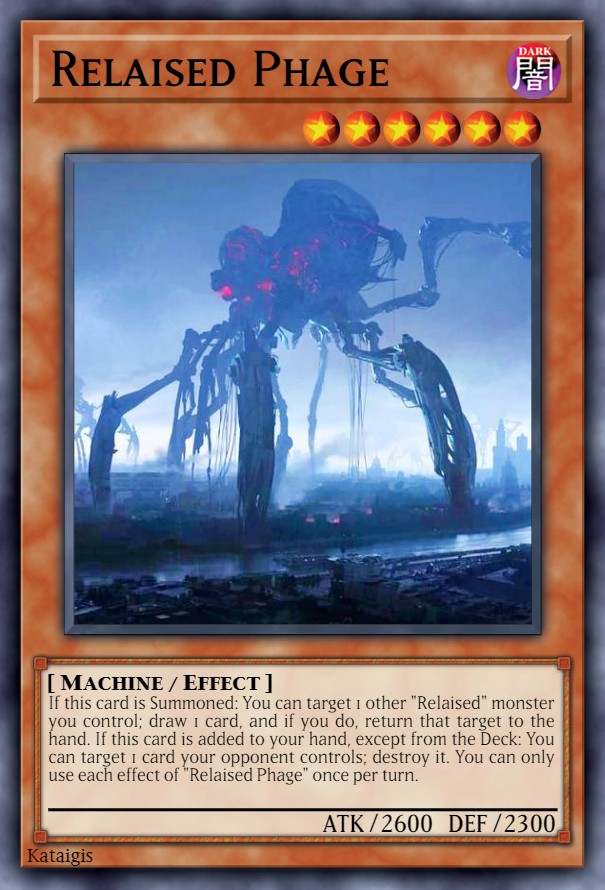 Relaised Phage
DARK
闇
[ Machine / Effect ]
If this card is Summoned: You can target 1 other "Relaised" monster
you control; draw 1 card, and if you do, return that target to the
hand. If this card is added to your hand, except from the Deck: You
can target 1 card your opponent controls; destroy it. You can only
use each effect of "Relaised Phage" once per turn.
ATK/2600 DEF/2300
Kataigis